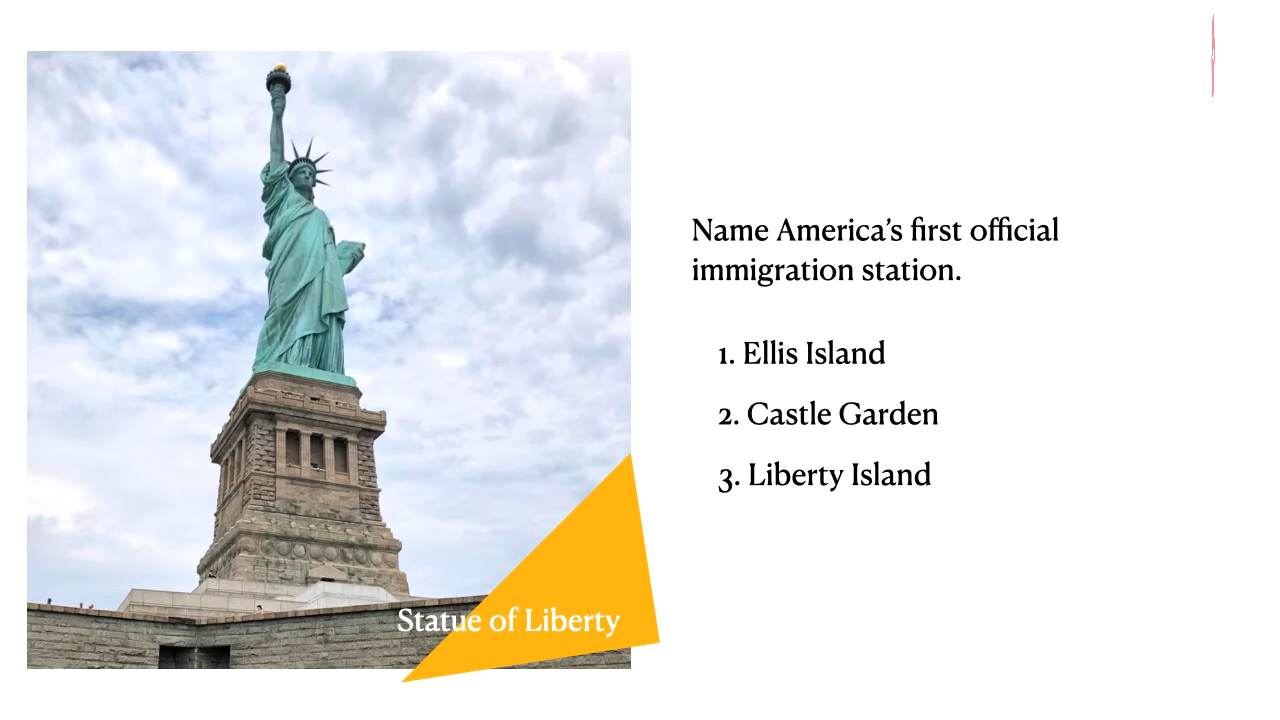 Name America’s first official
immigration station.
1. Ellis Island
2. Castle Garden
3. Liberty Island
Statue of Liberty